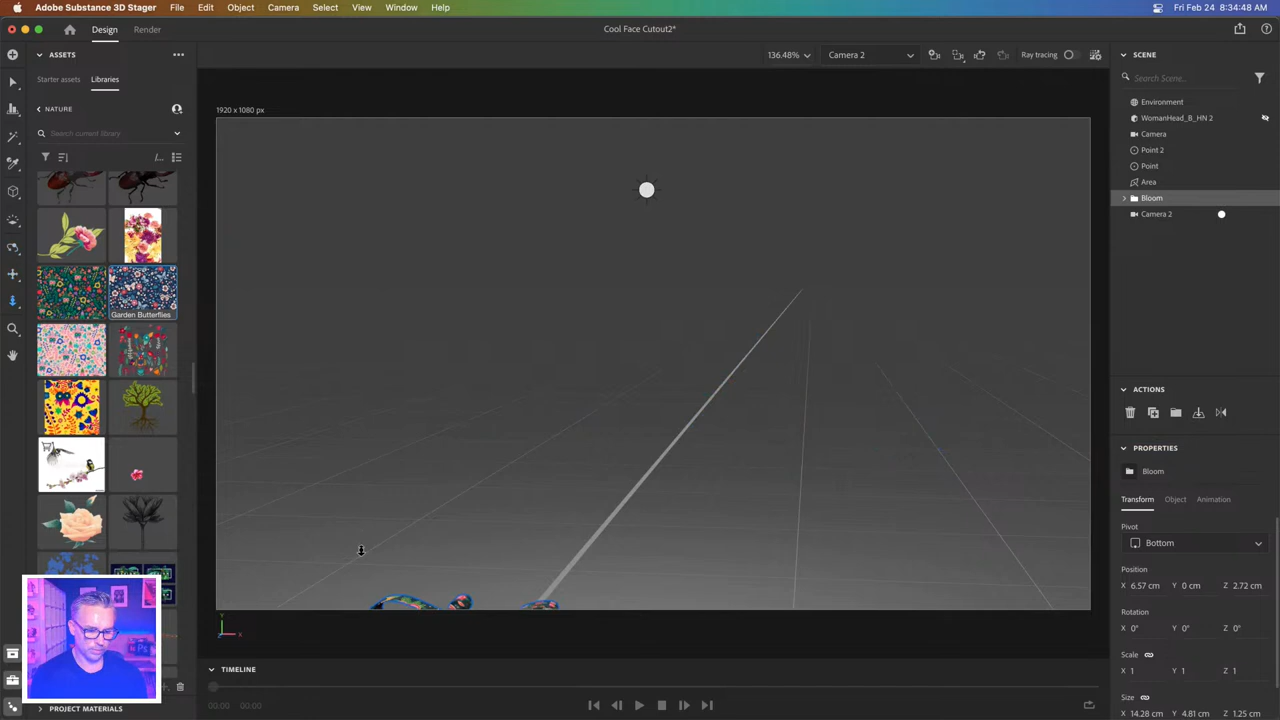 Adobe Substance 3D Stager File Edit Object Camera Select View Window Help Fri Feb 24 8:34:48 AM
Design Render Cool Face Cutout2*
ASSETS 136.48% Camera 2 Ray tracing SCENE
Starter assets Libraries Search Scene...
NATURE 1920 x 1080 px
Environment
WomanHead_B_HN 2
Search current library Camera
Point 2
Point
Area
Bloom
Camera 2
Garden Butterflies
ACTIONS
PROPERTIES
Bloom
Transform Object Animation
Pivot
Bottom
Position
X 6.57 cm Y 0 cm Z 2.72 cm
Rotation
X 0° Y 0° Z 0°
Y
X
Z
Scale
X 1 Y 1 Z 1
TIMELINE
Size
00:00 00:00
PROJECT MATERIALS X 14.28 cm Y 4.81 cm Z 1.25 cm
Ps